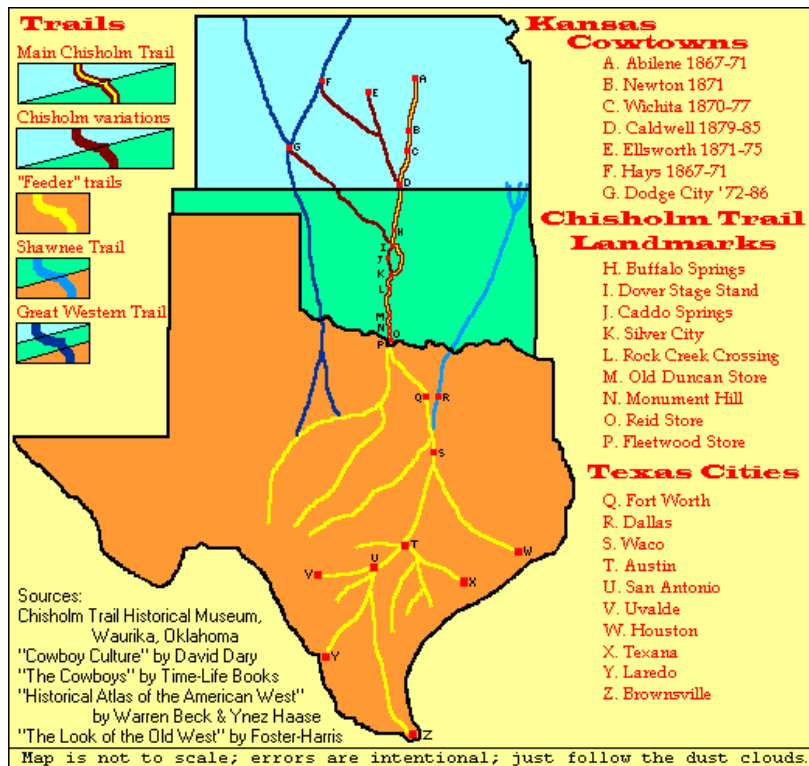 Trails
Main Chisholm Trail
Chisholm variations
"Feeder" trails
Shawnee Trail
Great Western Trail
Kansas
Cowtowns
A. Abilene 1867-71
B. Newton 1871
C. Wichita 1870-77
D. Caldwell 1879-85
E. Ellsworth 1871-75
F. Hays 1867-71
G. Dodge City '72-86
Chisholm Trail
Landmarks
H. Buffalo Springs
I. Dover Stage Stand
J. Caddo Springs
K. Silver City
L. Rock Creek Crossing
M. Old Duncan Store
N. Monument Hill
O. Reid Store
P. Fleetwood Store
Texas Cities
Q. Fort Worth
R. Dallas
S. Waco
T. Austin
U. San Antonio
V. Uvalde
W. Houston
X. Texana
Y. Laredo
Z. Brownsville
F
E
A
B
G
C
D
H
I
J
K
L
M
N
O
P
Q
R
S
T
U
V
W
X
Y
Z
Sources:
Chisholm Trail Historical Museum,
Waurika, Oklahoma
"Cowboy Culture" by David Dary
"The Cowboys" by Time-Life Books
"Historical Atlas of the American West"
by Warren Beck & Ynez Haase
"The Look of the Old West" by Foster-Harris
Map is not to scale; errors are intentional; just follow the dust clouds.